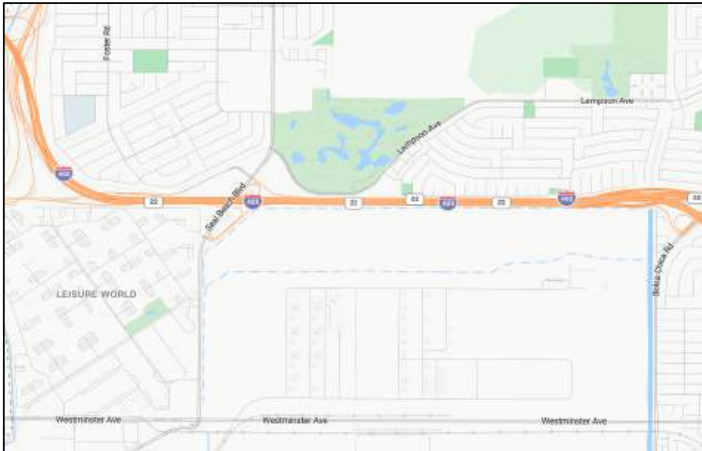 Foster Rd
Lampson Ave
Lampson Ave
405
Seal Beach Blvd
22
405
22
22
405
22
405
22
Bolsa Chica Rd
LEISURE WORLD
Westminster Ave
Westminster Ave
Westminster Ave